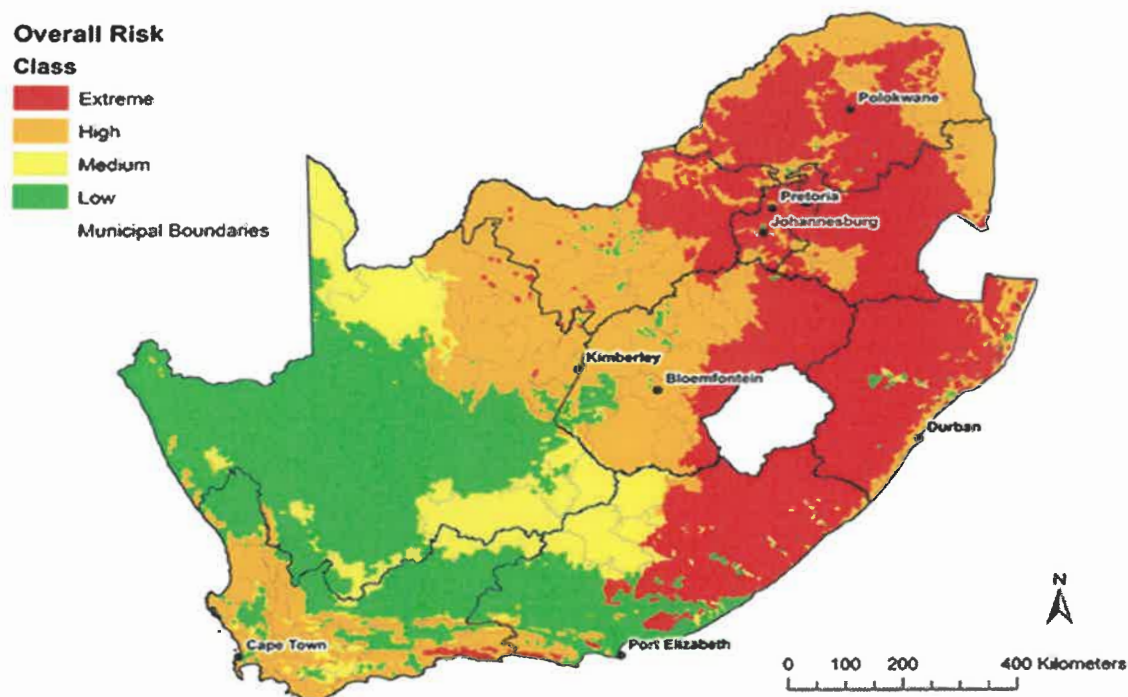 Overall Risk
Class
Extreme
High
Medium
Low
Municipal Boundaries
Polokwane
Pretoria
Johannesburg
Kimberley
Bloemfontein
Durban
Cape Town
Port Elizabeth
N
0 100 200 400 Kilometers